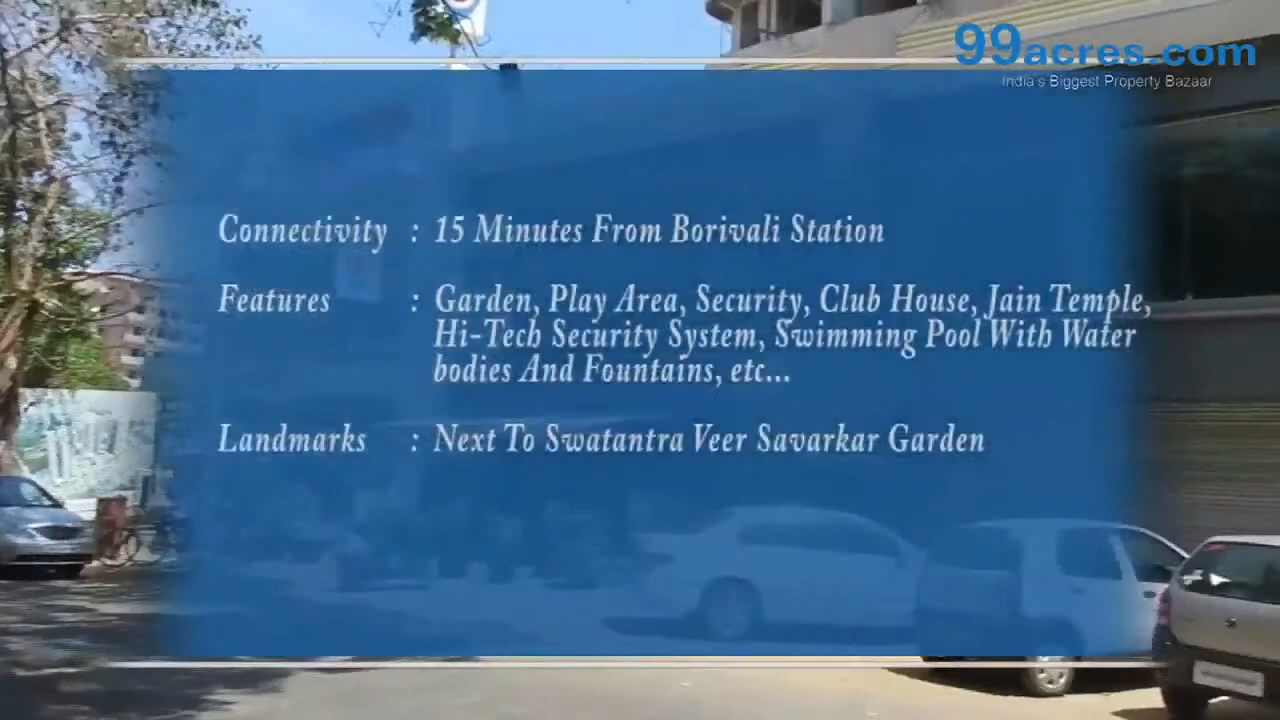 99acres.com
India's Biggest Property Bazaar
Connectivity : 15 Minutes From Borivali Station
Features : Garden, Play Area, Security, Club House, Jain Temple,
Hi-Tech Security System, Swimming Pool With Water
bodies And Fountains, etc...
Landmarks : Next To Swatantra Veer Savarkar Garden